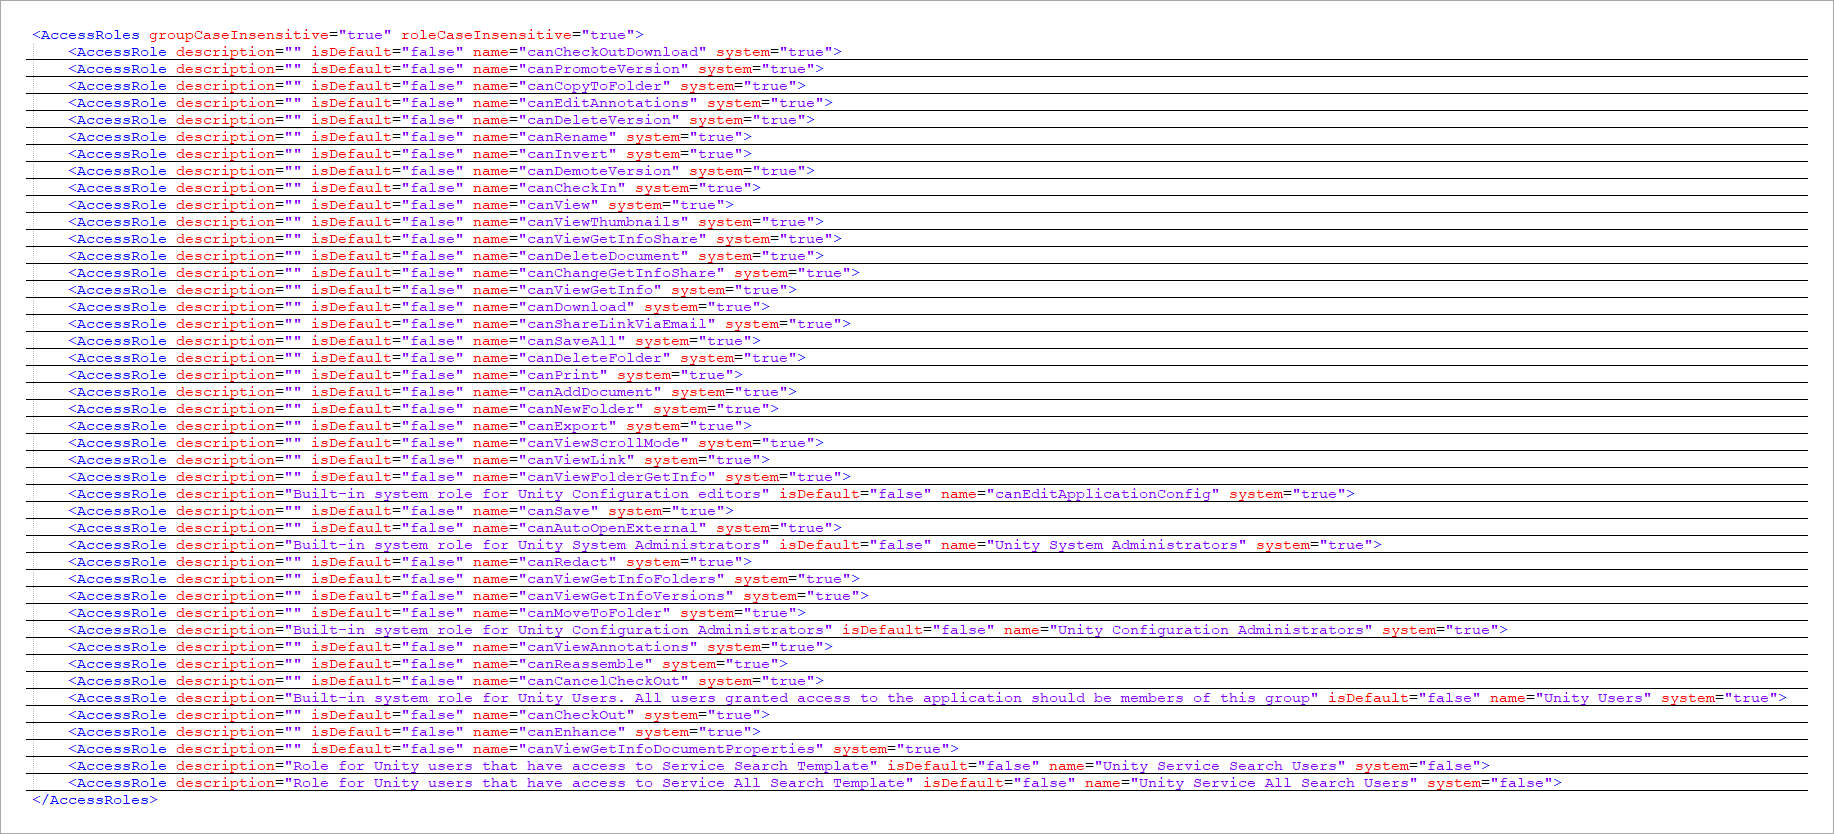 <AccessRoles groupCaseInsensitive="true" roleCaseInsensitive="true">
<AccessRole description="" isDefault="false" name="canCheckOutDownload" system="true">
<AccessRole description="" isDefault="false" name="canPromoteVersion" system="true">
<AccessRole description="" isDefault="false" name="canCopyToFolder" system="true">
<AccessRole description="" isDefault="false" name="canEditAnnotations" system="true">
<AccessRole description="" isDefault="false" name="canDeleteVersion" system="true">
<AccessRole description="" isDefault="false" name="canRename" system="true">
<AccessRole description="" isDefault="false" name="canInvert" system="true">
<AccessRole description="" isDefault="false" name="canDemoteVersion" system="true">
<AccessRole description="" isDefault="false" name="canCheckIn" system="true">
<AccessRole description="" isDefault="false" name="canView" system="true">
<AccessRole description="" isDefault="false" name="canViewThumbnails" system="true">
<AccessRole description="" isDefault="false" name="canViewGetInfoShare" system="true">
<AccessRole description="" isDefault="false" name="canDeleteDocument" system="true">
<AccessRole description="" isDefault="false" name="canChangeGetInfoShare" system="true">
<AccessRole description="" isDefault="false" name="canViewGetInfo" system="true">
<AccessRole description="" isDefault="false" name="canDownload" system="true">
<AccessRole description="" isDefault="false" name="canShareLinkViaEmail" system="true">
<AccessRole description="" isDefault="false" name="canSaveAll" system="true">
<AccessRole description="" isDefault="false" name="canDeleteFolder" system="true">
<AccessRole description="" isDefault="false" name="canPrint" system="true">
<AccessRole description="" isDefault="false" name="canAddDocument" system="true">
<AccessRole description="" isDefault="false" name="canNewFolder" system="true">
<AccessRole description="" isDefault="false" name="canExport" system="true">
<AccessRole description="" isDefault="false" name="canViewScrollMode" system="true">
<AccessRole description="" isDefault="false" name="canViewLink" system="true">
<AccessRole description="" isDefault="false" name="canViewFolderGetInfo" system="true">
<AccessRole description="Built-in system role for Unity Configuration editors" isDefault="false" name="canEditApplicationConfig" system="true">
<AccessRole description="" isDefault="false" name="canSave" system="true">
<AccessRole description="" isDefault="false" name="canAutoOpenExternal" system="true">
<AccessRole description="Built-in system role for Unity System Administrators" isDefault="false" name="Unity System Administrators" system="true">
<AccessRole description="" isDefault="false" name="canRedact" system="true">
<AccessRole description="" isDefault="false" name="canViewGetInfoFolders" system="true">
<AccessRole description="" isDefault="false" name="canViewGetInfoVersions" system="true">
<AccessRole description="" isDefault="false" name="canMoveToFolder" system="true">
<AccessRole description="Built-in system role for Unity Configuration Administrators" isDefault="false" name="Unity Configuration Administrators" system="true">
<AccessRole description="" isDefault="false" name="canViewAnnotations" system="true">
<AccessRole description="" isDefault="false" name="canReassemble" system="true">
<AccessRole description="" isDefault="false" name="canCancelCheckOut" system="true">
<AccessRole description="Built-in system role for Unity Users. All users granted access to the application should be members of this group" isDefault="false" name="Unity Users" system="true">
<AccessRole description="" isDefault="false" name="canCheckOut" system="true">
<AccessRole description="" isDefault="false" name="canEnhance" system="true">
<AccessRole description="" isDefault="false" name="canViewGetInfoDocumentProperties" system="true">
<AccessRole description="Role for Unity users that have access to Service Search Template" isDefault="false" name="Unity Service Search Users" system="false">
<AccessRole description="Role for Unity users that have access to Service All Search Template" isDefault="false" name="Unity Service All Search Users" system="false">
</AccessRoles>